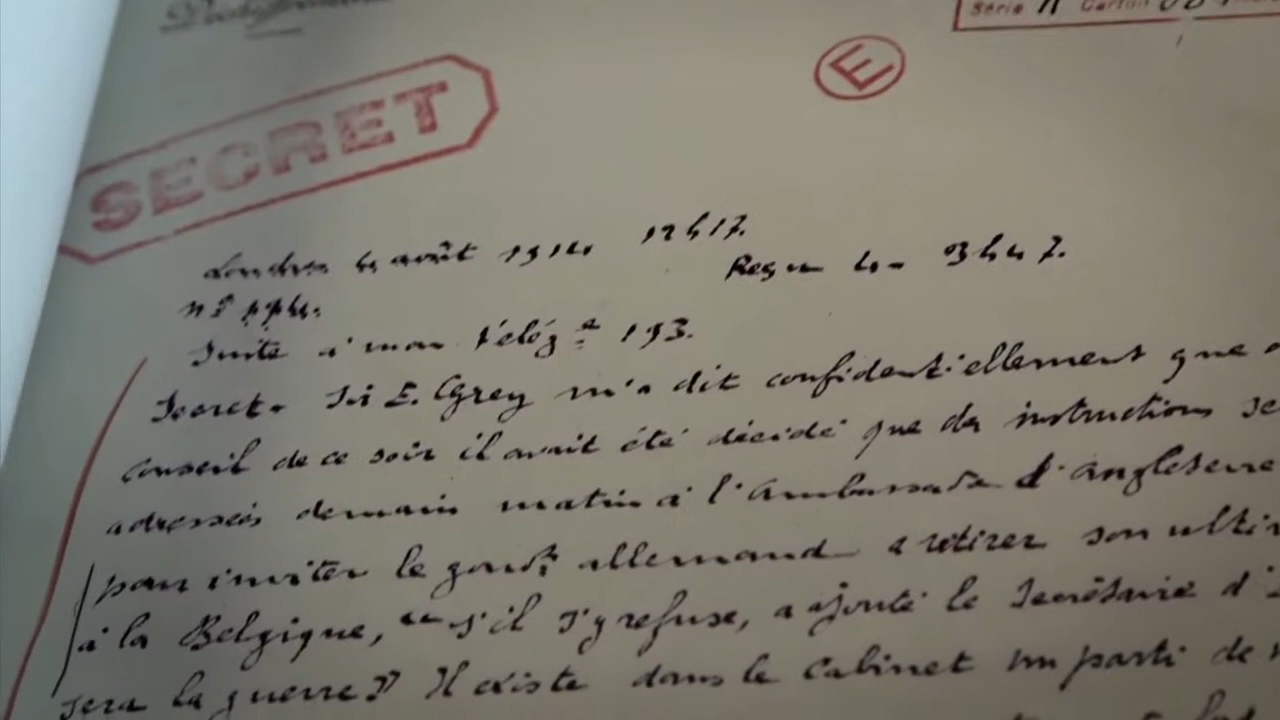 SECRET
E
Série A Carton
Londres 4 août 1914. 12h17.
Reçu 4 - 3h47.
Suite à mon télég. 193.
Secret. Sir E. Grey m'a dit confidentiellement que
conseil de ce soir il avait été décidé que des instructions se
adressées demain matin à l'Ambassade d'Angleterre
pour inviter le gouvt allemand à retirer son ulti
à la Belgique, "s'il s'y refuse, a ajouté le Secrétaire d'
sera la guerre" Il existe dans le Cabinet un parti de